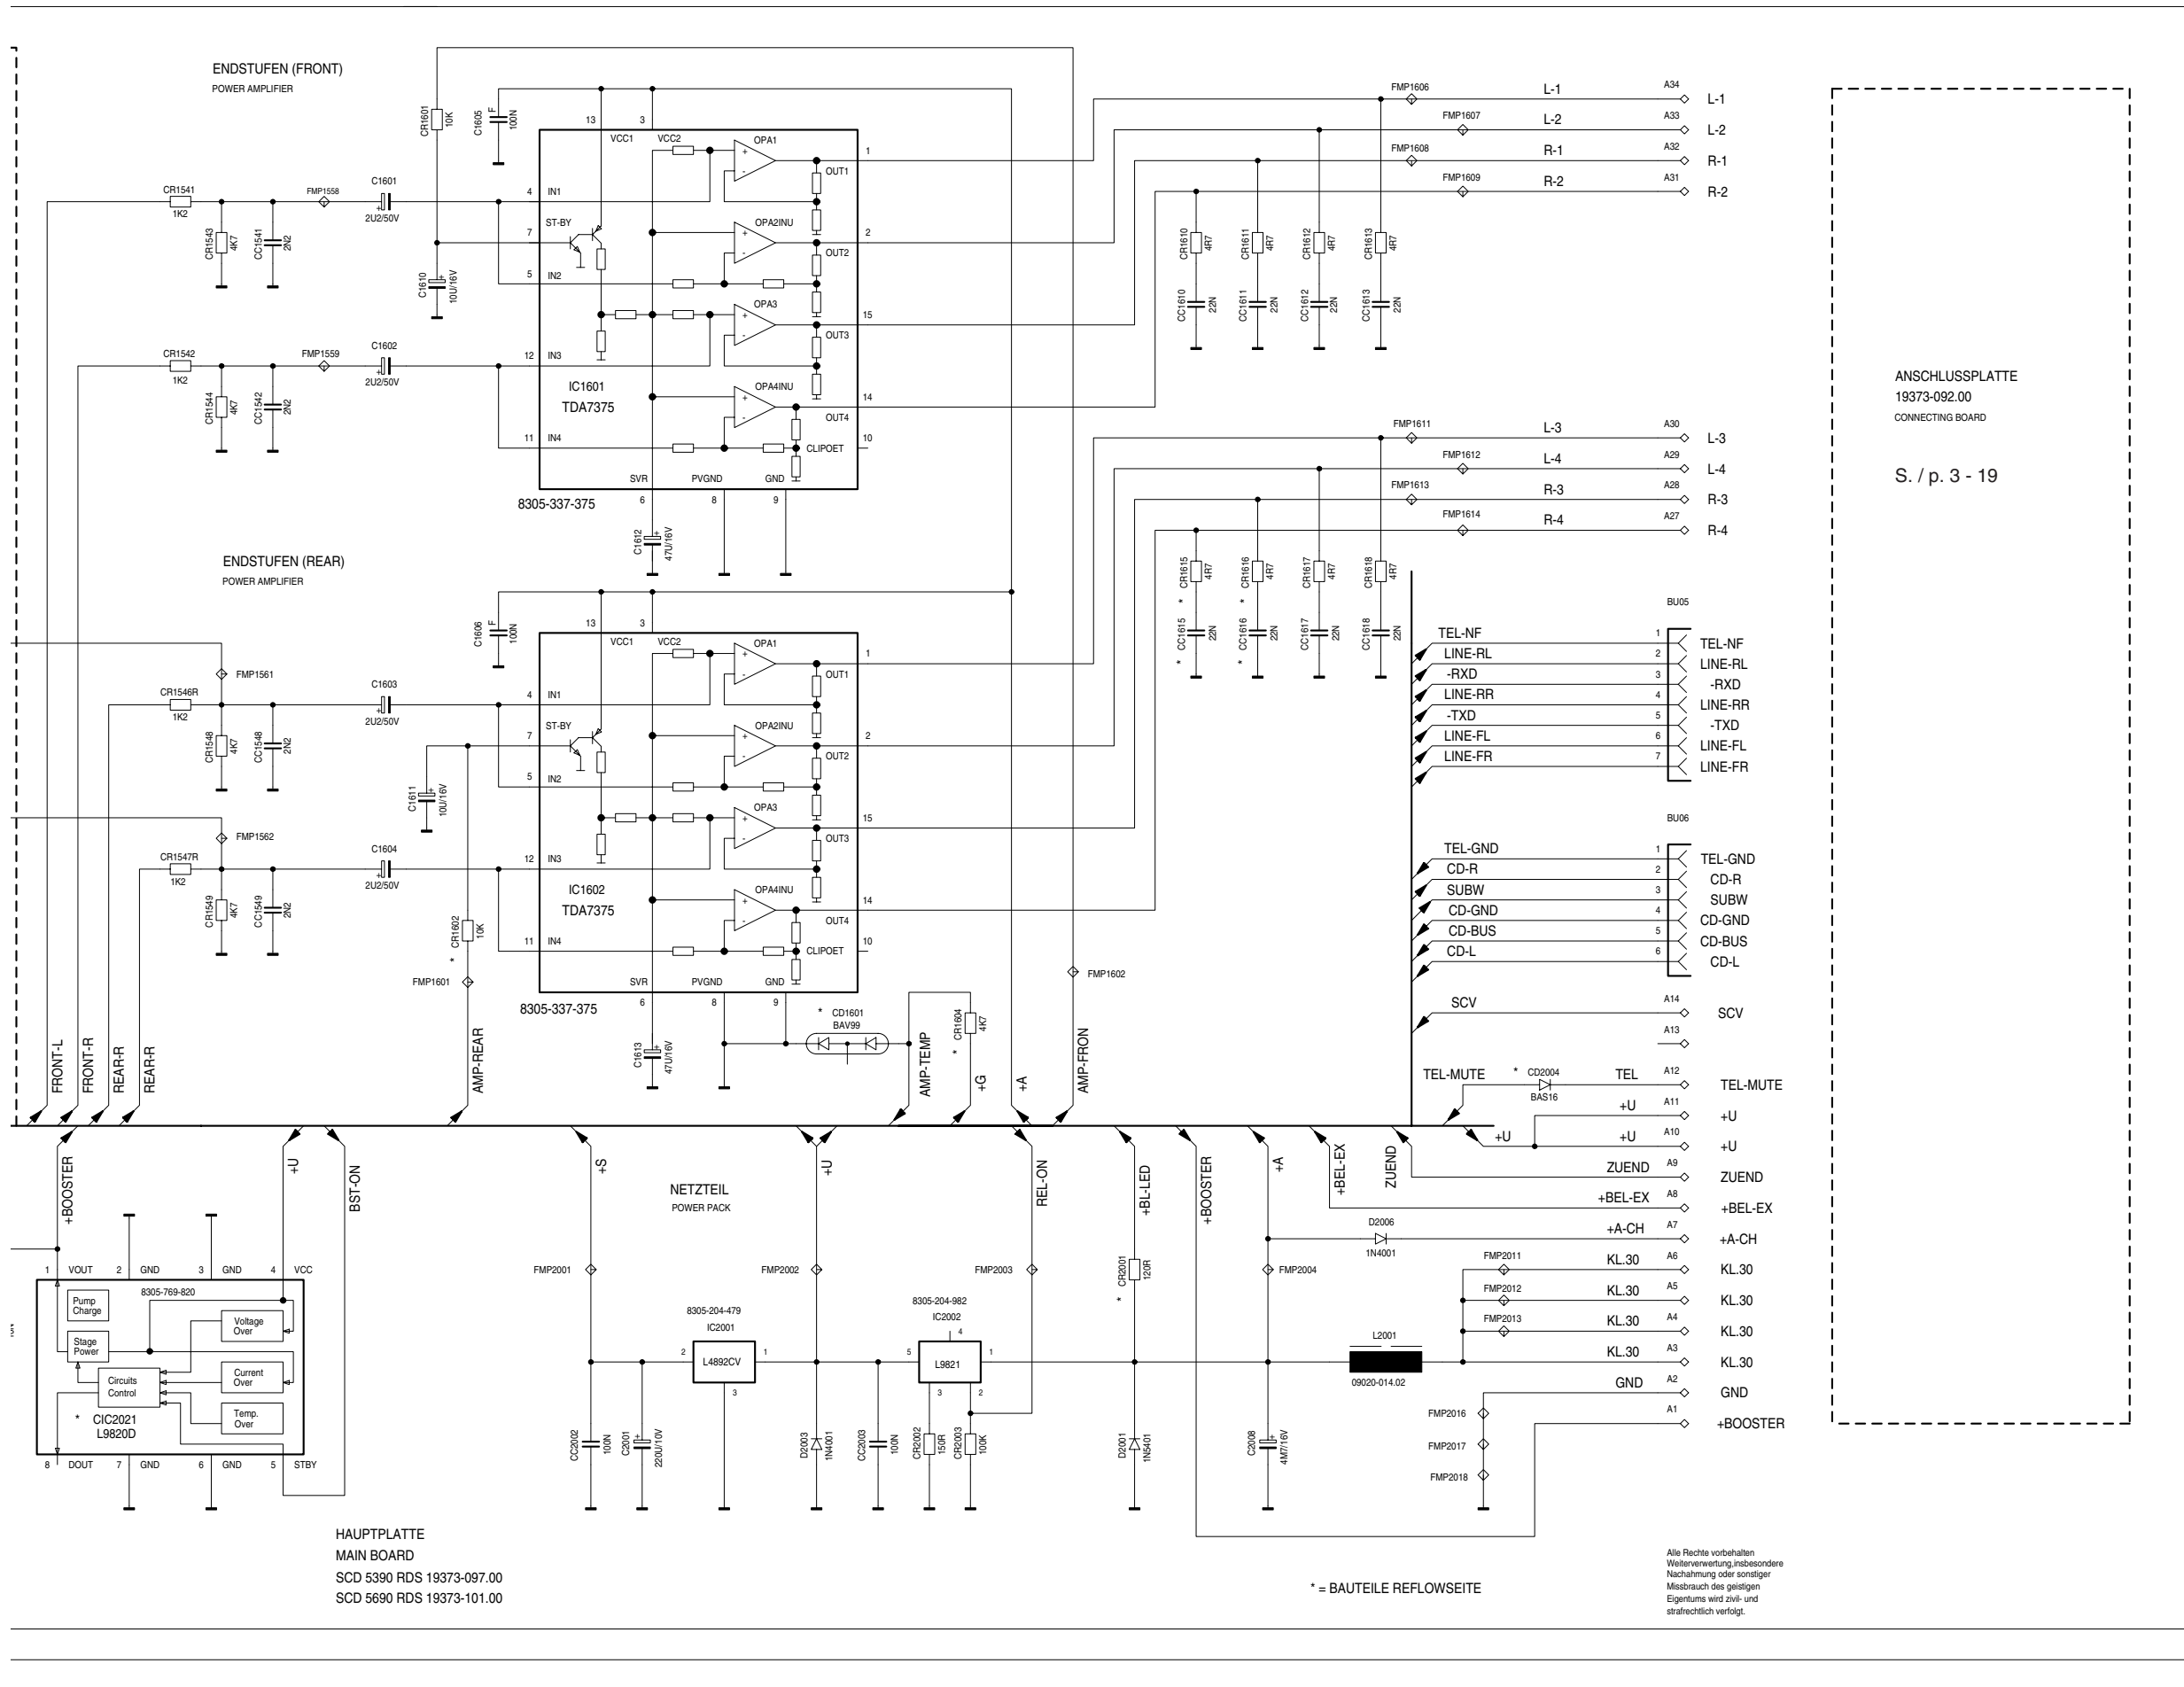 ENDSTUFEN (FRONT)
POWER AMPLIFIER
CR1601
10K
C1605
F
100N
13
3
VCC1
VCC2
OPA1
1
OUT1
CR1541
1K2
FMP1558
C1601
+
2U2/50V
4
IN1
CR1543
4K7
CC1541
2N2
7
ST-BY
OPA2INU
2
OUT2
5
IN2
C1610
+
10U/16V
OPA3
15
OUT3
CR1542
1K2
FMP1559
C1602
+
2U2/50V
12
IN3
CR1544
4K7
CC1542
2N2
IC1601
TDA7375
OPA4INU
14
OUT4
11
IN4
CLIPOET
10
SVR
PVGND
GND
6
8
9
8305-337-375
C1612
+
47U/16V
FMP1606
L-1
A34
L-1
FMP1607
L-2
A33
L-2
FMP1608
R-1
A32
R-1
FMP1609
R-2
A31
R-2
CR1610
4R7
CR1611
4R7
CR1612
4R7
CR1613
4R7
CC1610
22N
CC1611
22N
CC1612
22N
CC1613
22N
FMP1611
L-3
A30
L-3
FMP1612
L-4
A29
L-4
FMP1613
R-3
A28
R-3
FMP1614
R-4
A27
R-4
* CR1615
4R7
* CR1616
4R7
CR1617
4R7
CR1618
4R7
* CC1615
22N
* CC1616
22N
CC1617
22N
CC1618
22N
ANSCHLUSSPLATTE
19373-092.00
CONNECTING BOARD
S. / p. 3 - 19
ENDSTUFEN (REAR)
POWER AMPLIFIER
C1606
F
100N
13
3
VCC1
VCC2
OPA1
1
OUT1
FMP1561
CR1546R
1K2
C1603
+
2U2/50V
4
IN1
CR1548
4K7
CC1548
2N2
7
ST-BY
OPA2INU
2
OUT2
5
IN2
C1611
+
10U/16V
OPA3
15
OUT3
FMP1562
CR1547R
1K2
C1604
+
2U2/50V
12
IN3
CR1549
4K7
CC1549
2N2
IC1602
TDA7375
OPA4INU
14
OUT4
* CR1602
10K
11
IN4
CLIPOET
10
FMP1601
SVR
PVGND
GND
6
8
9
8305-337-375
C1613
+
47U/16V
* CD1601
BAV99
* CR1604
4K7
FMP1602
BU05
TEL-NF 1 TEL-NF
LINE-RL 2 LINE-RL
-RXD 3 -RXD
LINE-RR 4 LINE-RR
-TXD 5 -TXD
LINE-FL 6 LINE-FL
LINE-FR 7 LINE-FR
BU06
TEL-GND 1 TEL-GND
CD-R 2 CD-R
SUBW 3 SUBW
CD-GND 4 CD-GND
CD-BUS 5 CD-BUS
CD-L 6 CD-L
SCV A14 SCV
A13
TEL-MUTE * CD2004 TEL A12 TEL-MUTE
BAS16
+U A11 +U
+U +U A10 +U
ZUEND A9 ZUEND
+BEL-EX A8 +BEL-EX
D2006 +A-CH A7 +A-CH
1N4001
FMP2011 KL.30 A6 KL.30
FMP2012 KL.30 A5 KL.30
FMP2013 KL.30 A4 KL.30
L2001 KL.30 A3 KL.30
09020-014.02
GND A2 GND
FMP2016
A1 +BOOSTER
FMP2017
FMP2018
FRONT-L
FRONT-R
REAR-R
REAR-R
AMP-REAR
AMP-TEMP
+G
+A
AMP-FRON
+BOOSTER
+U
BST-ON
+S
+U
REL-ON
+BL-LED
+BOOSTER
+A
+BEL-EX
ZUEND
NETZTEIL
POWER PACK
1 VOUT 2 GND 3 GND 4 VCC
8305-769-820
Pump
Charge
Voltage
Over
Stage
Power
Circuits
Control
Current
Over
Temp.
Over
* CIC2021
L9820D
8 DOUT 7 GND 6 GND 5 STBY
FMP2001
FMP2002
FMP2003
FMP2004
8305-204-479
IC2001
2
L4892CV
1
3
8305-204-982
IC2002
4
5
L9821
1
3
2
* CR2001
120R
CC2002
100N
C2001
+
220U/10V
D2003
1N4001
CC2003
100N
CR2002
150R
CR2003
100K
D2001
1N5401
C2008
+
4M7/16V
HAUPTPLATTE
MAIN BOARD
SCD 5390 RDS 19373-097.00
SCD 5690 RDS 19373-101.00
* = BAUTEILE REFLOWSEITE
Alle Rechte vorbehalten
Weiterverwertung,insbesondere
Nachahmung oder sonstiger
Missbrauch des geistigen
Eigentums wird zivil- und
strafrechtlich verfolgt.